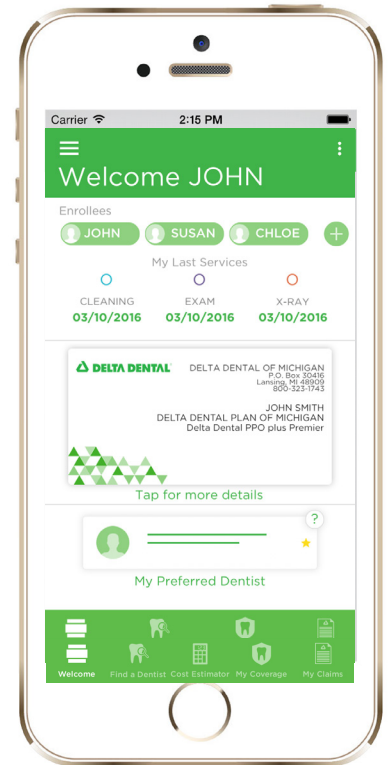 Carrier 2:15 PM
Welcome JOHN
Enrollees
JOHN SUSAN CHLOE +
My Last Services
CLEANING EXAM X-RAY
03/10/2016 03/10/2016 03/10/2016
DELTA DENTAL DELTA DENTAL OF MICHIGAN
P.O. Box 30416
Lansing, MI 48909
800-323-1743
JOHN SMITH
DELTA DENTAL PLAN OF MICHIGAN
Delta Dental PPO plus Premier
Tap for more details
?
My Preferred Dentist
Welcome Find a Dentist Cost Estimator My Coverage My Claims